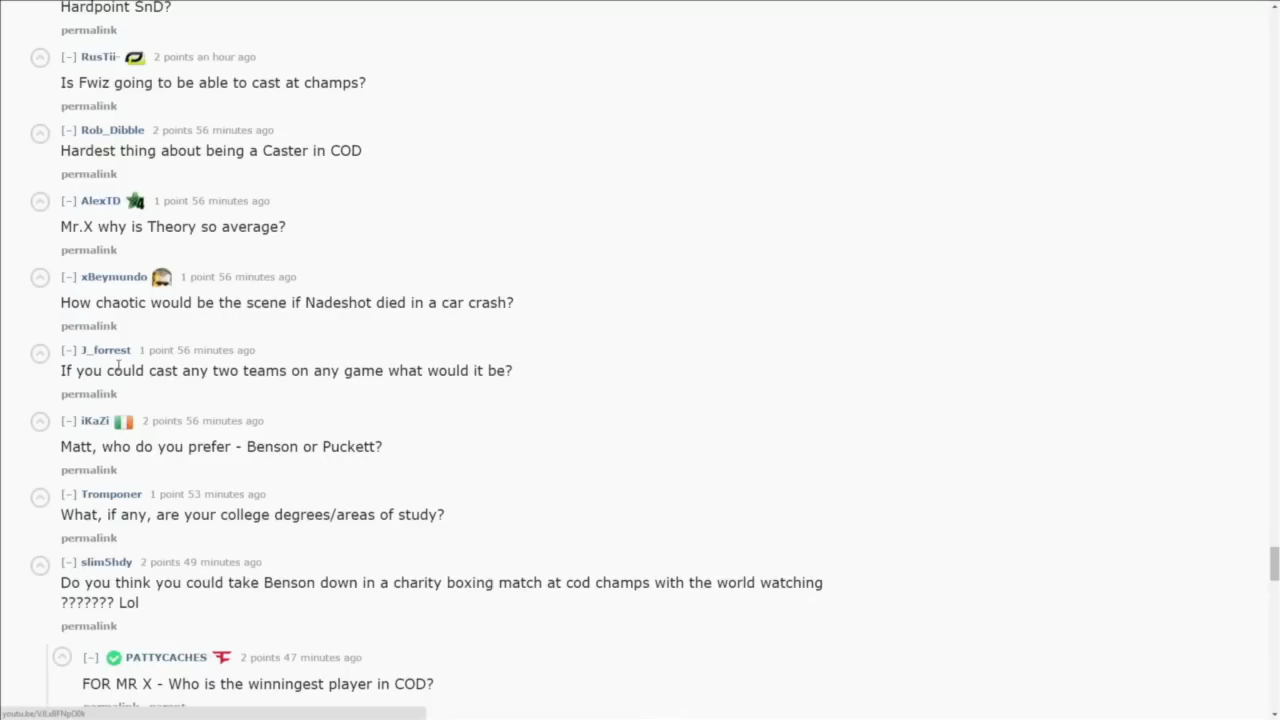 Hardpoint SnD?
permalink
[-] RusTii- 2 points an hour ago
Is Fwiz going to be able to cast at champs?
permalink
[-] Rob_Dibble 2 points 56 minutes ago
Hardest thing about being a Caster in COD
permalink
[-] AlexTD 4 1 point 56 minutes ago
Mr.X why is Theory so average?
permalink
[-] xBeymundo 1 point 56 minutes ago
How chaotic would be the scene if Nadeshot died in a car crash?
permalink
[-] J_forrest 1 point 56 minutes ago
If you could cast any two teams on any game what would it be?
permalink
[-] iKaZi 2 points 56 minutes ago
Matt, who do you prefer - Benson or Puckett?
permalink
[-] Tromponer 1 point 53 minutes ago
What, if any, are your college degrees/areas of study?
permalink
[-] slim5hdy 2 points 49 minutes ago
Do you think you could take Benson down in a charity boxing match at cod champs with the world watching
??????? Lol
permalink
[-] PATTYCACHES 2 points 47 minutes ago
FOR MR X - Who is the winningest player in COD?
permalink parent